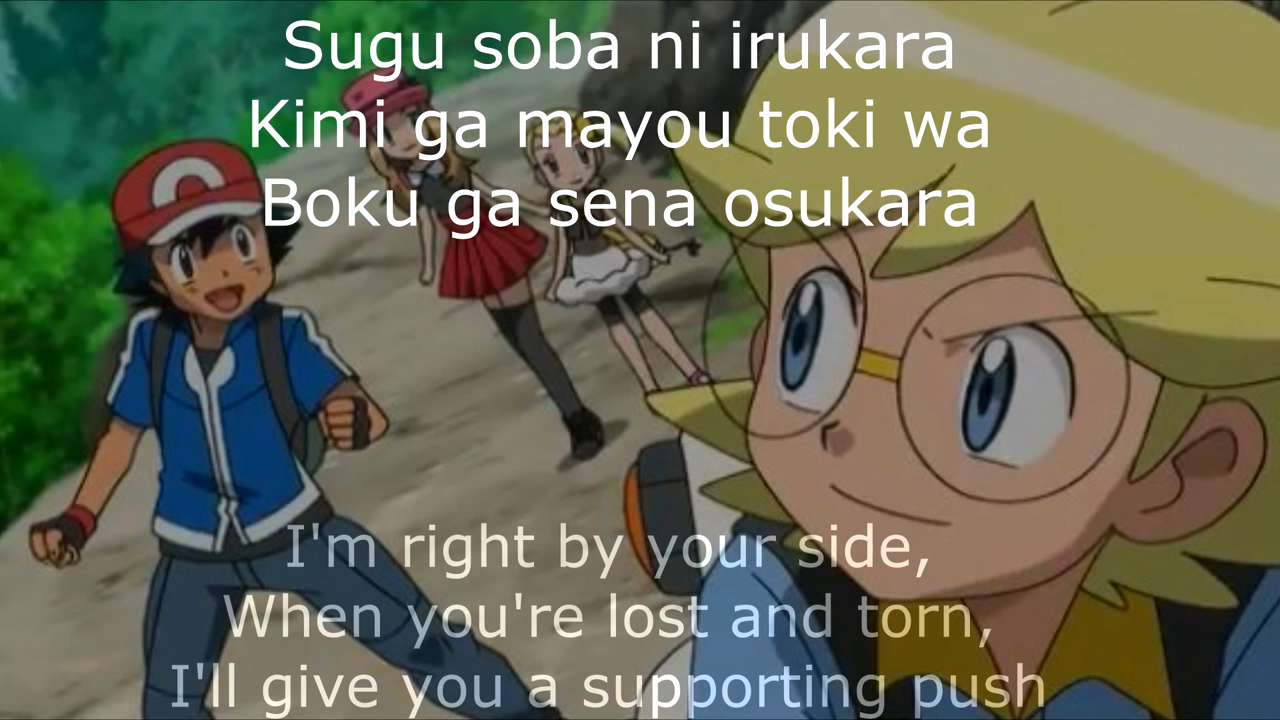 Sugu soba ni irukara
Kimi ga mayou toki wa
Boku ga sena osukara
I'm right by your side,
When you're lost and torn,
I'll give you a supporting push